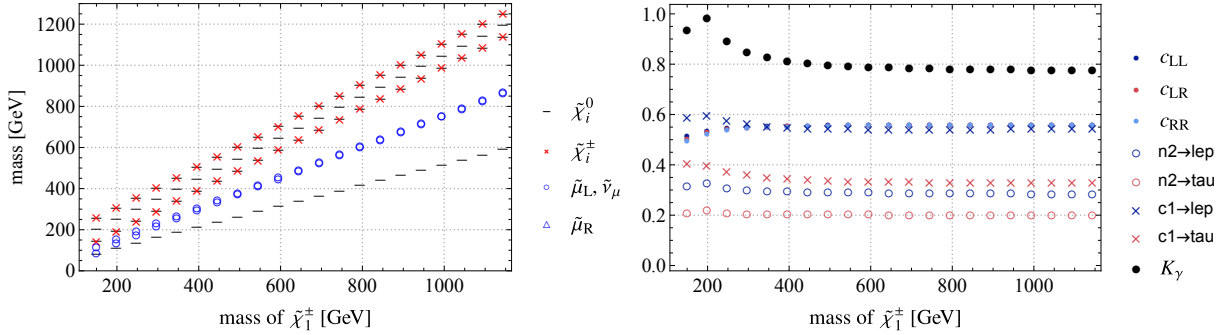 1200
1000
800
600
400
200
0
mass [GeV]
200 400 600 800 1000
mass of χ̃₁± [GeV]
χ̃ᵢ⁰
χ̃ᵢ±
μ̃L, ν̃μ
μ̃R
1.0
0.8
0.6
0.4
0.2
0.0
200 400 600 800 1000
mass of χ̃₁± [GeV]
cLL
cLR
cRR
n2→lep
n2→tau
c1→lep
c1→tau
Kγ